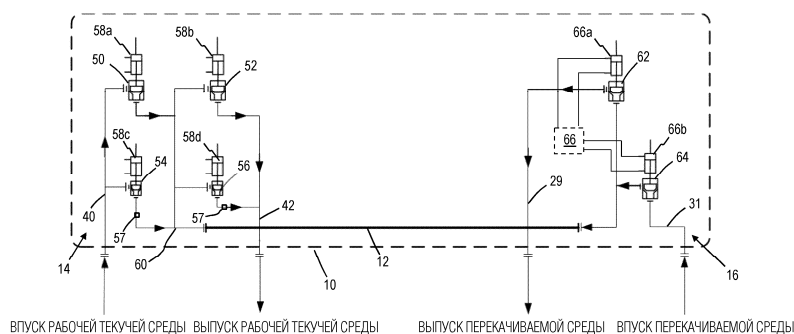 58a
58b
66a
50
52
62
58c
58d
66
66b
54
56
64
40
57
57
42
29
31
14
60
12
10
16
ВПУСК РАБОЧЕЙ ТЕКУЧЕЙ СРЕДЫ
ВЫПУСК РАБОЧЕЙ ТЕКУЧЕЙ СРЕДЫ
ВЫПУСК ПЕРЕКАЧИВАЕМОЙ СРЕДЫ
ВПУСК ПЕРЕКАЧИВАЕМОЙ СРЕДЫ